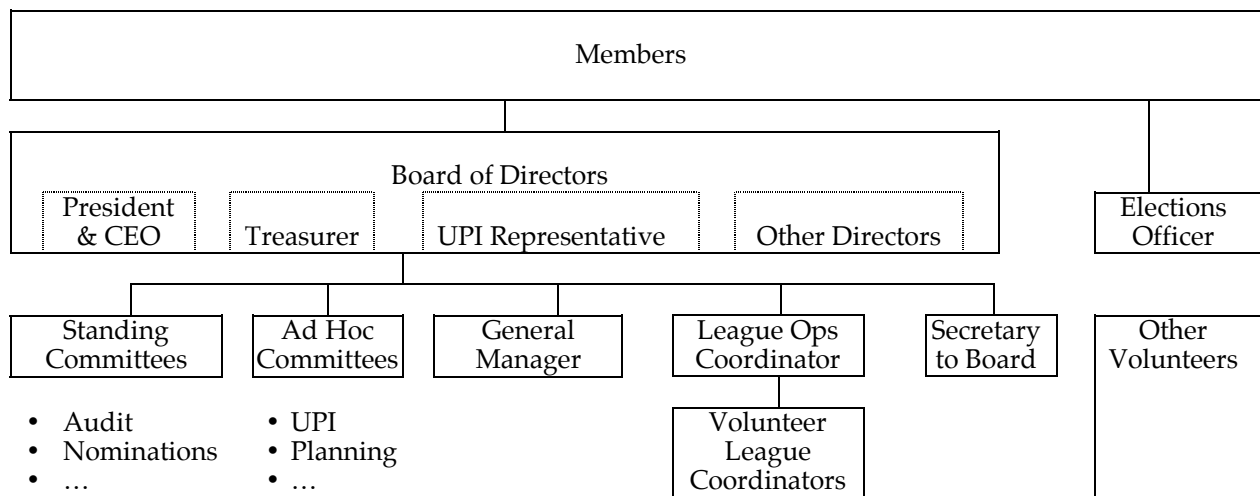 Members
Board of Directors
President
& CEO
Treasurer
UPI Representative
Other Directors
Elections
Officer
Standing
Committees
Ad Hoc
Committees
General
Manager
League Ops
Coordinator
Secretary
to Board
Other
Volunteers
• Audit
• Nominations
• …
• UPI
• Planning
• …
Volunteer
League
Coordinators